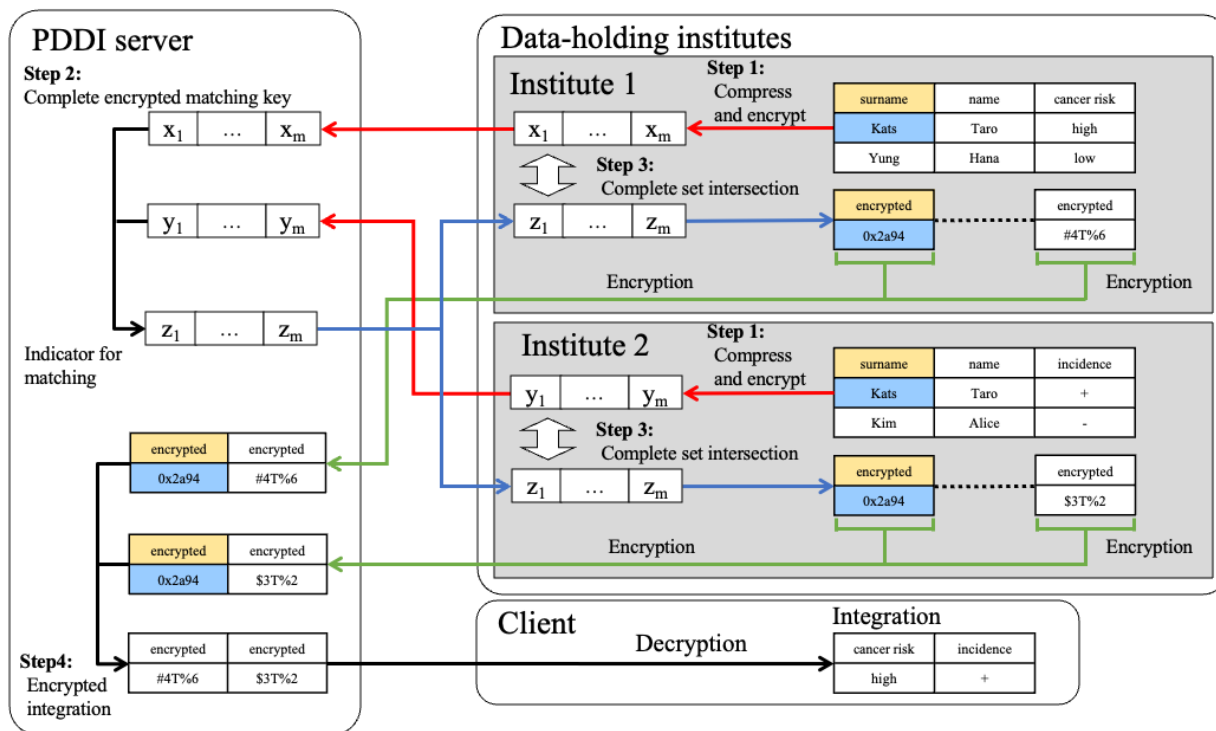 PDDI server
Step 2:
Complete encrypted matching key
x1 … xm
y1 … ym
z1 … zm
Indicator for
matching
encrypted encrypted
0x2a94 #4T%6
encrypted encrypted
0x2a94 $3T%2
Step4:
Encrypted
integration
encrypted encrypted
#4T%6 $3T%2
Data-holding institutes
Institute 1
Step 1:
Compress
and encrypt
surname name cancer risk
Kats Taro high
Yung Hana low
x1 … xm
Step 3:
Complete set intersection
z1 … zm
encrypted encrypted
0x2a94 #4T%6
Encryption Encryption
Institute 2
Step 1:
Compress
and encrypt
surname name incidence
Kats Taro +
Kim Alice -
y1 … ym
Step 3:
Complete set intersection
z1 … zm
encrypted encrypted
0x2a94 $3T%2
Encryption Encryption
Client
Decryption
Integration
cancer risk incidence
high +